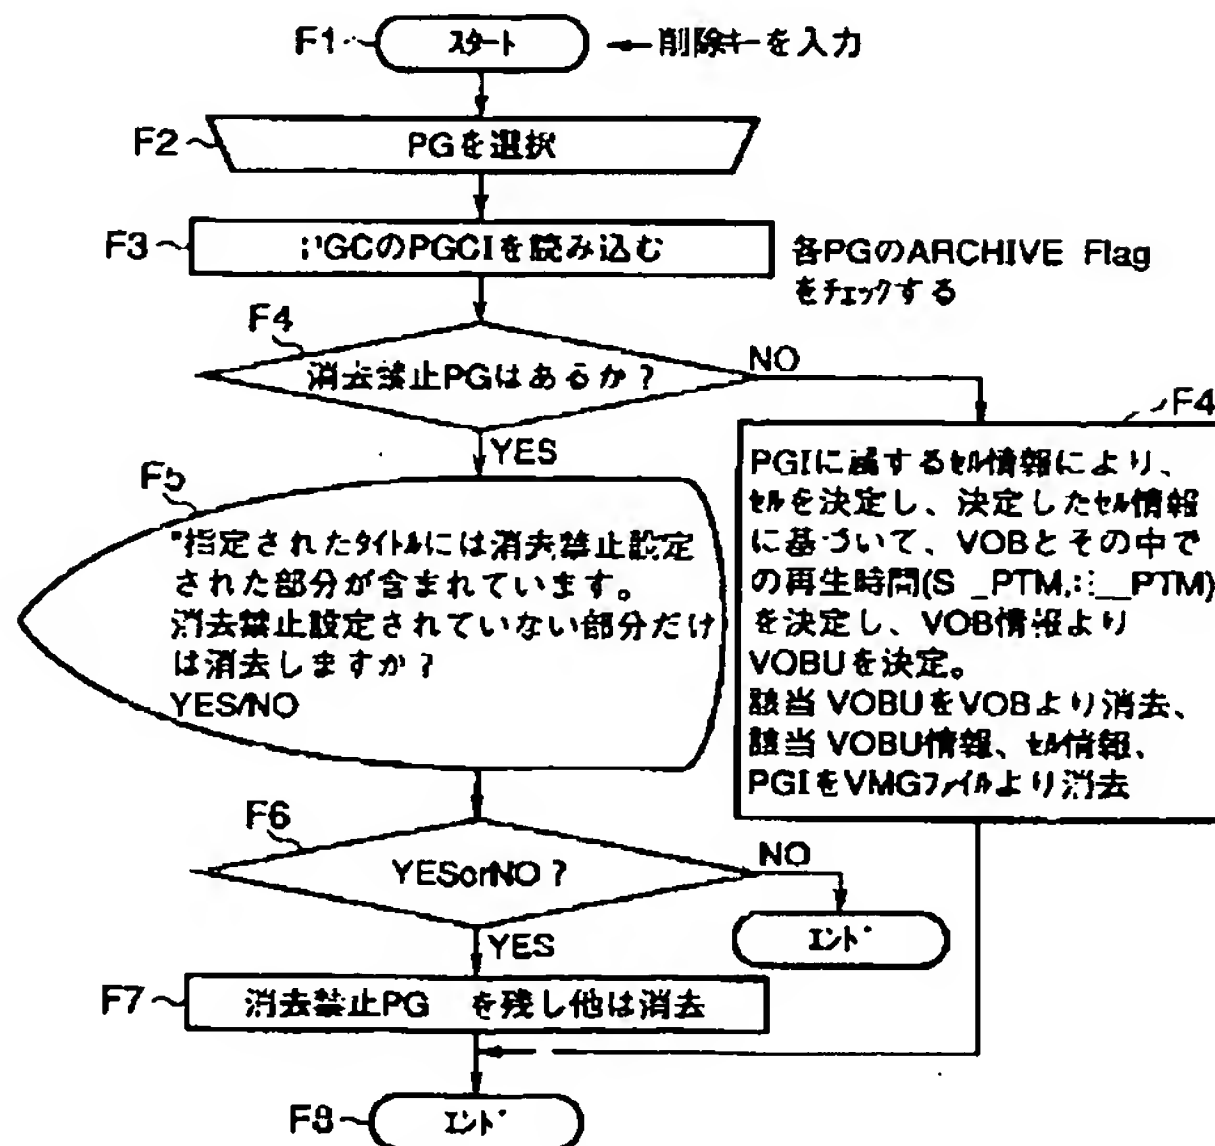 F1 スタート ←削除キーを入力
F2 PGを選択
F3 GCのPGCIを読み込む
各PGのARCHIVE Flag
をチェックする
F4
消去禁止PGはあるか？
NO
YES
F4
PGIに属するセル情報により、
セルを決定し、決定したセル情報
に基づいて、VOBとその中で
の再生時間(S_PTM, __PTM)
を決定し、VOB情報より
VOBUを決定。
該当VOBUをVOBより消去、
該当VOBU情報、セル情報、
PGIをVMGファイルより消去
F5
"指定されたタイトルには消去禁止設定
された部分が含まれています。
消去禁止設定されていない部分だけ
は消去しますか？
YES/NO
F6
YESorNO？
NO
エンド
YES
F7 消去禁止PG を残し他は消去
F8 エンド